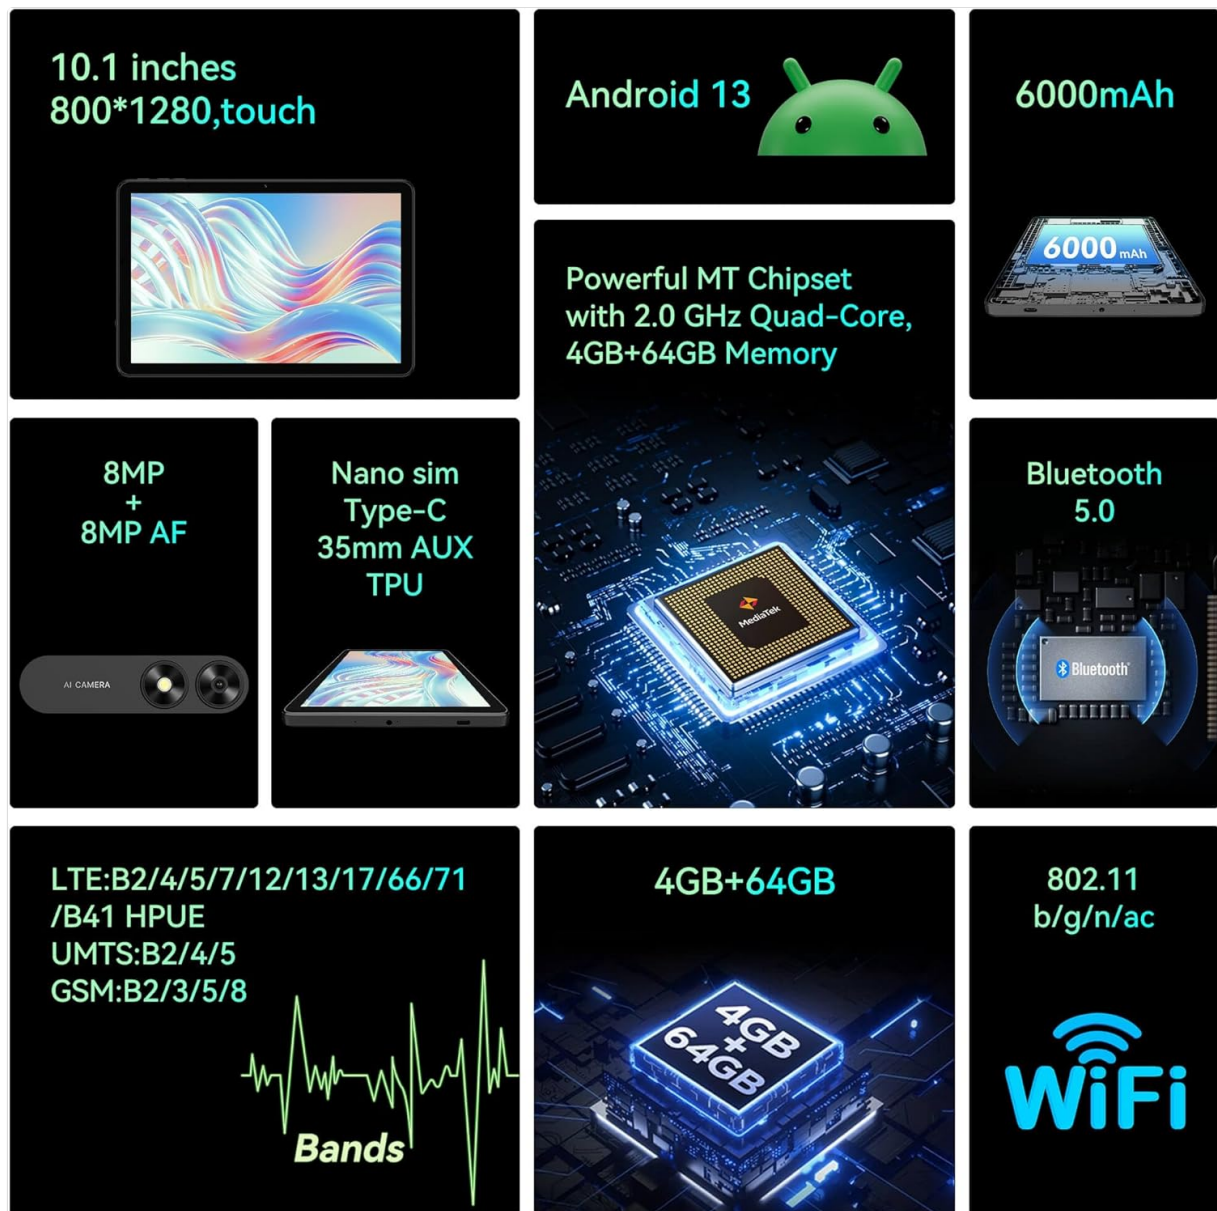 10.1 inches
800*1280,touch
Android 13
6000mAh
6000 mAh
Powerful MT Chipset
with 2.0 GHz Quad-Core,
4GB+64GB Memory
MediaTek
8MP
+
8MP AF
AI CAMERA
Nano sim
Type-C
35mm AUX
TPU
Bluetooth
5.0
Bluetooth
LTE:B2/4/5/7/12/13/17/66/71
/B41 HPUE
UMTS:B2/4/5
GSM:B2/3/5/8
Bands
4GB+64GB
4GB
+
64GB
802.11
b/g/n/ac
WiFi